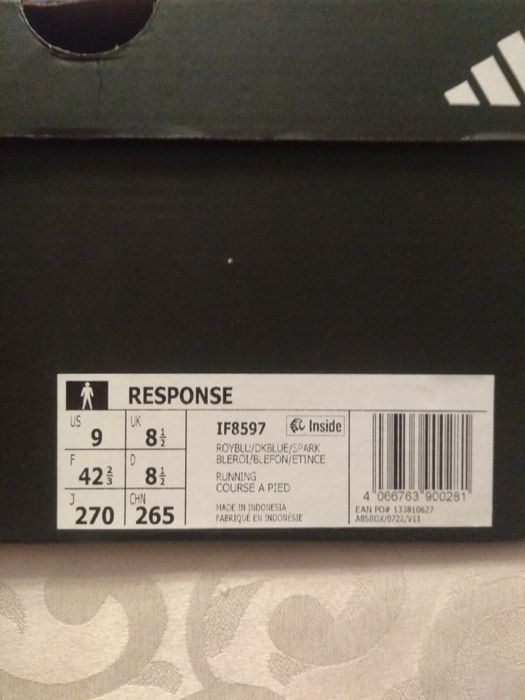 RESPONSE
US 9
UK 8½
F 42⅔
D 8½
J 270
CHN 265
IF8597
Inside
ROYBLU/DKBLUE/SPARK
BLEROI/BLEFON/ETINCE
RUNNING
COURSE A PIED
MADE IN INDONESIA
FABRIQUÉ EN INDONÉSIE
4 066763 900281
EAN PO# 133810627
ABSBOX/0722/V11